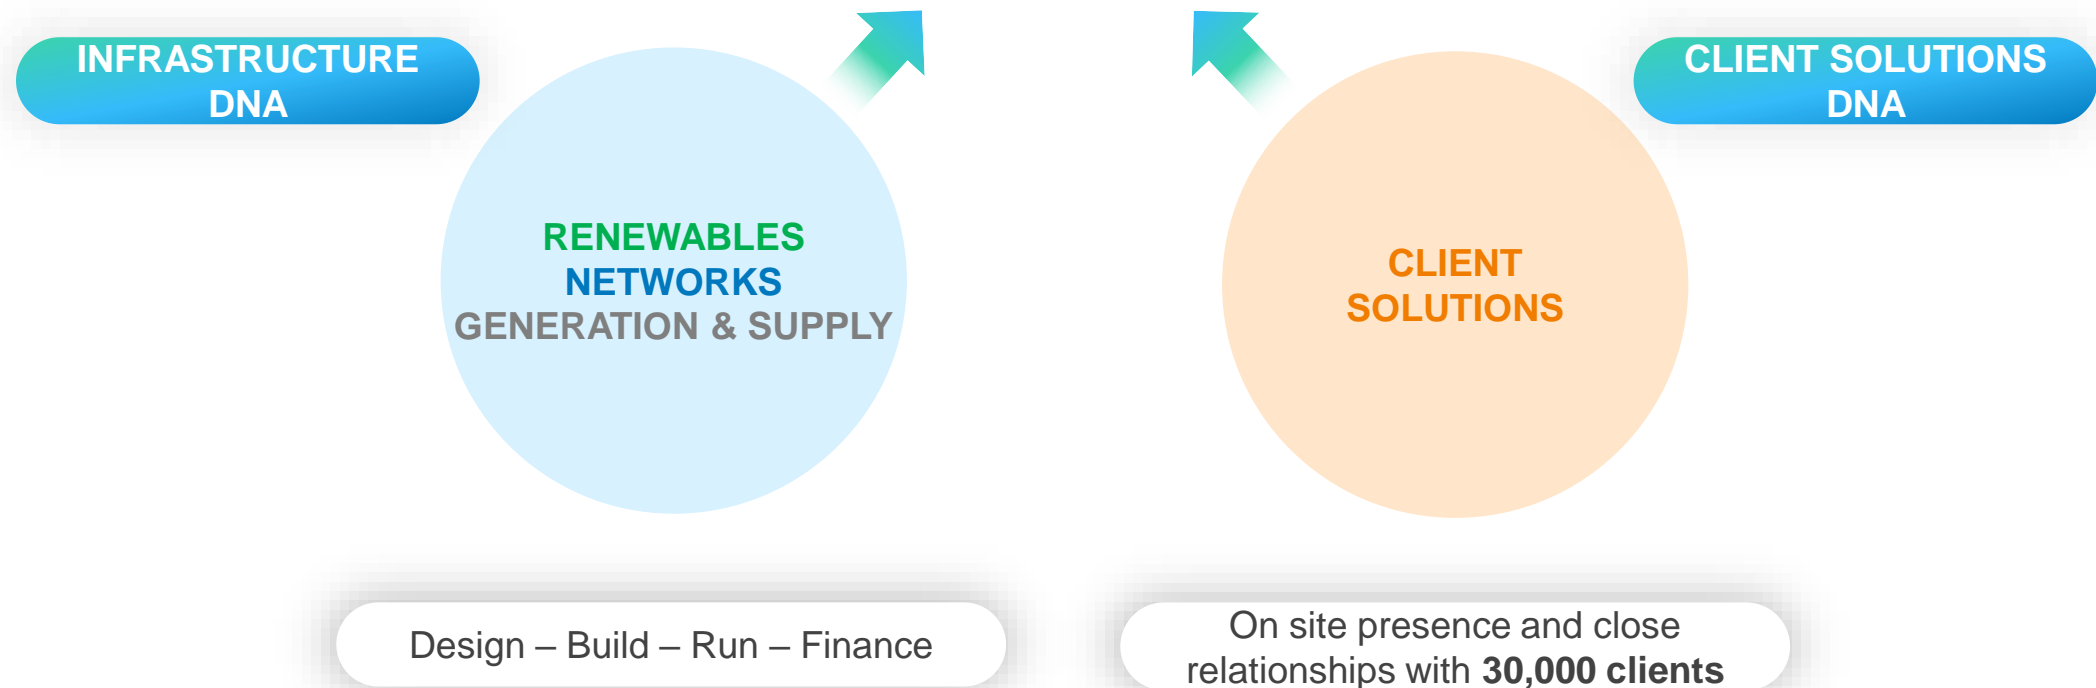 INFRASTRUCTURE
DNA
CLIENT SOLUTIONS
DNA
RENEWABLES
NETWORKS
GENERATION & SUPPLY
CLIENT
SOLUTIONS
Design – Build – Run – Finance
On site presence and close
relationships with 30,000 clients